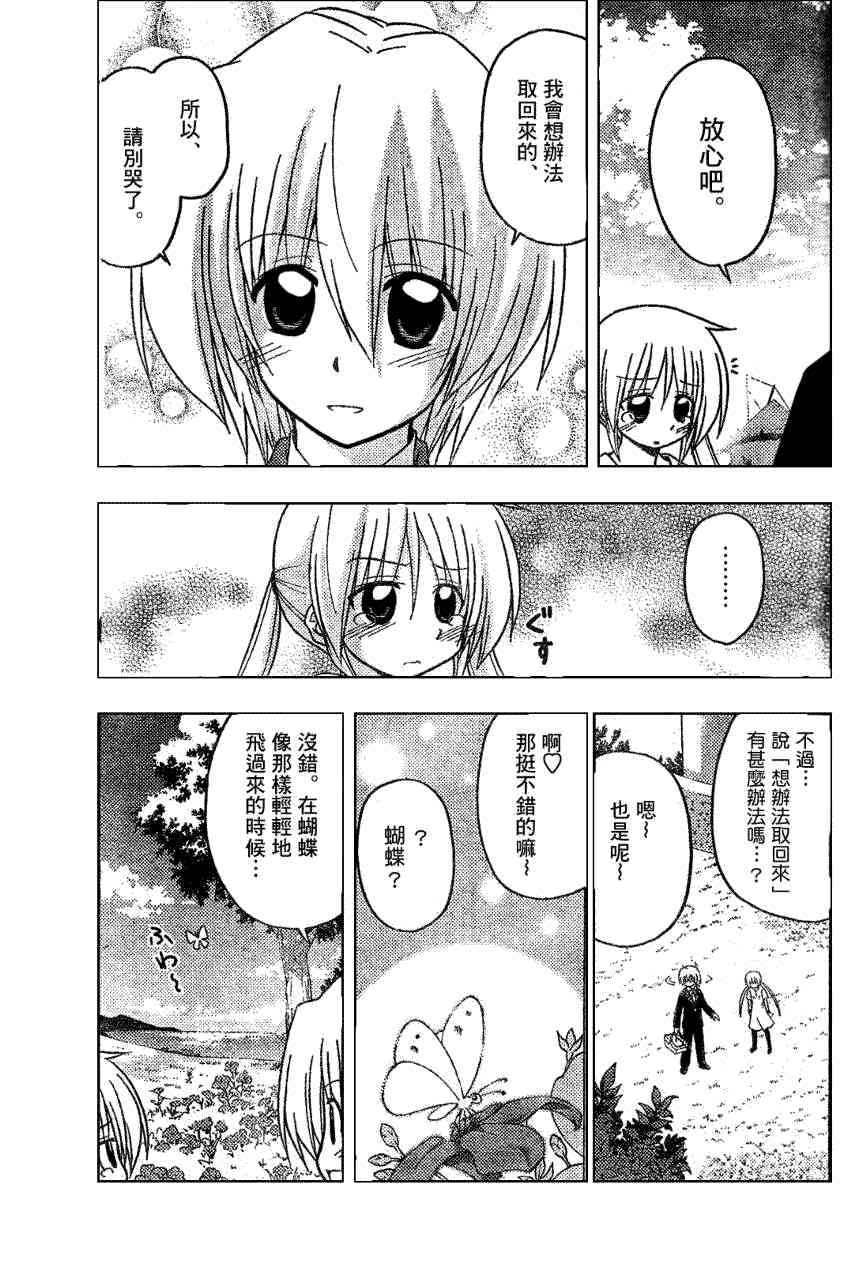 放心吧。
我會想辦法
取回來的、
所以、
請別哭了。
………
ぐす
不過…
說「想辦法取回來」
有甚麼辦法嗎…？
嗯～
也是呢～
啊♡
那挺不錯的嘛～
？
蝴蝶？
沒錯。在蝴蝶
像那樣輕輕地
飛過來的時候…
ふわ～